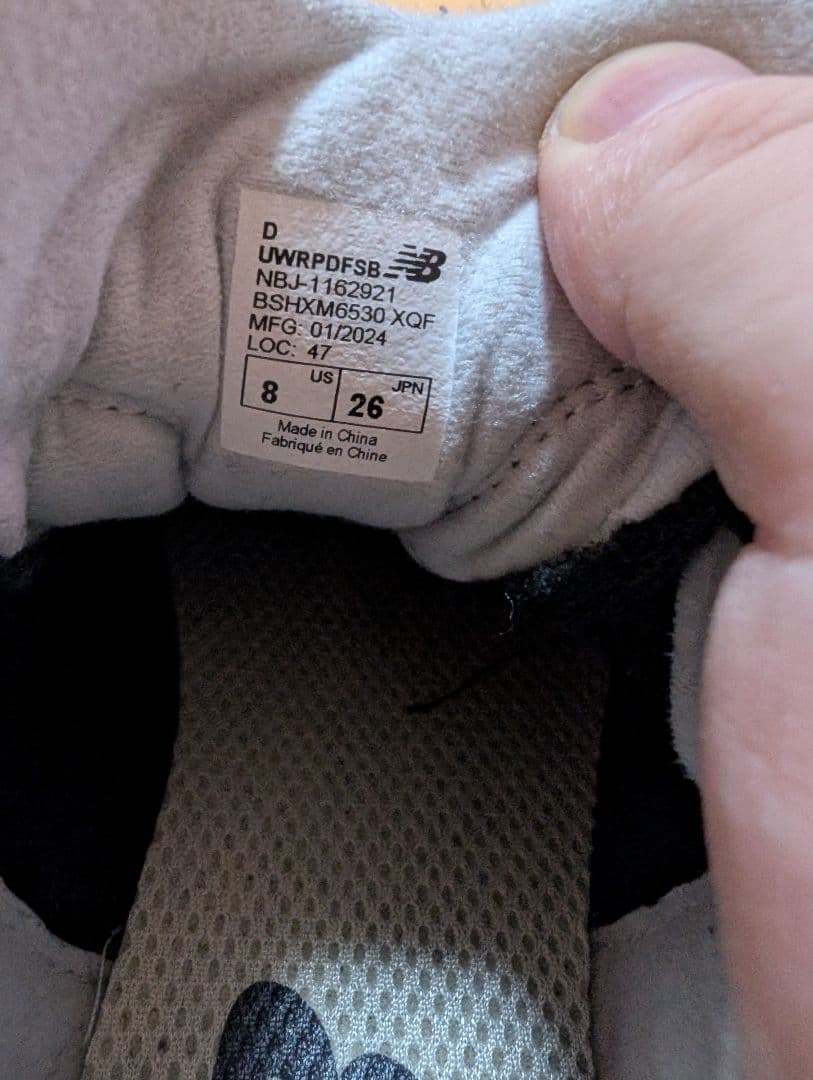 D
UWRPDFSB NB
NBJ-1162921
BSHXM6530 XQF
MFG: 01/2024
LOC: 47
US JPN
8 26
Made in China
Fabriqué en Chine